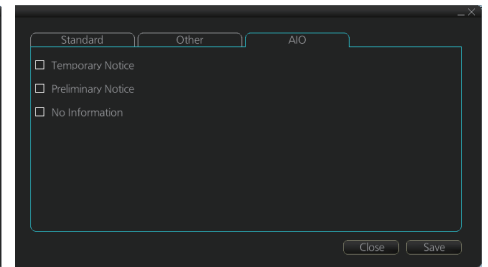 Standard Other AIO
Temporary Notice
Preliminary Notice
No Information
Close Save